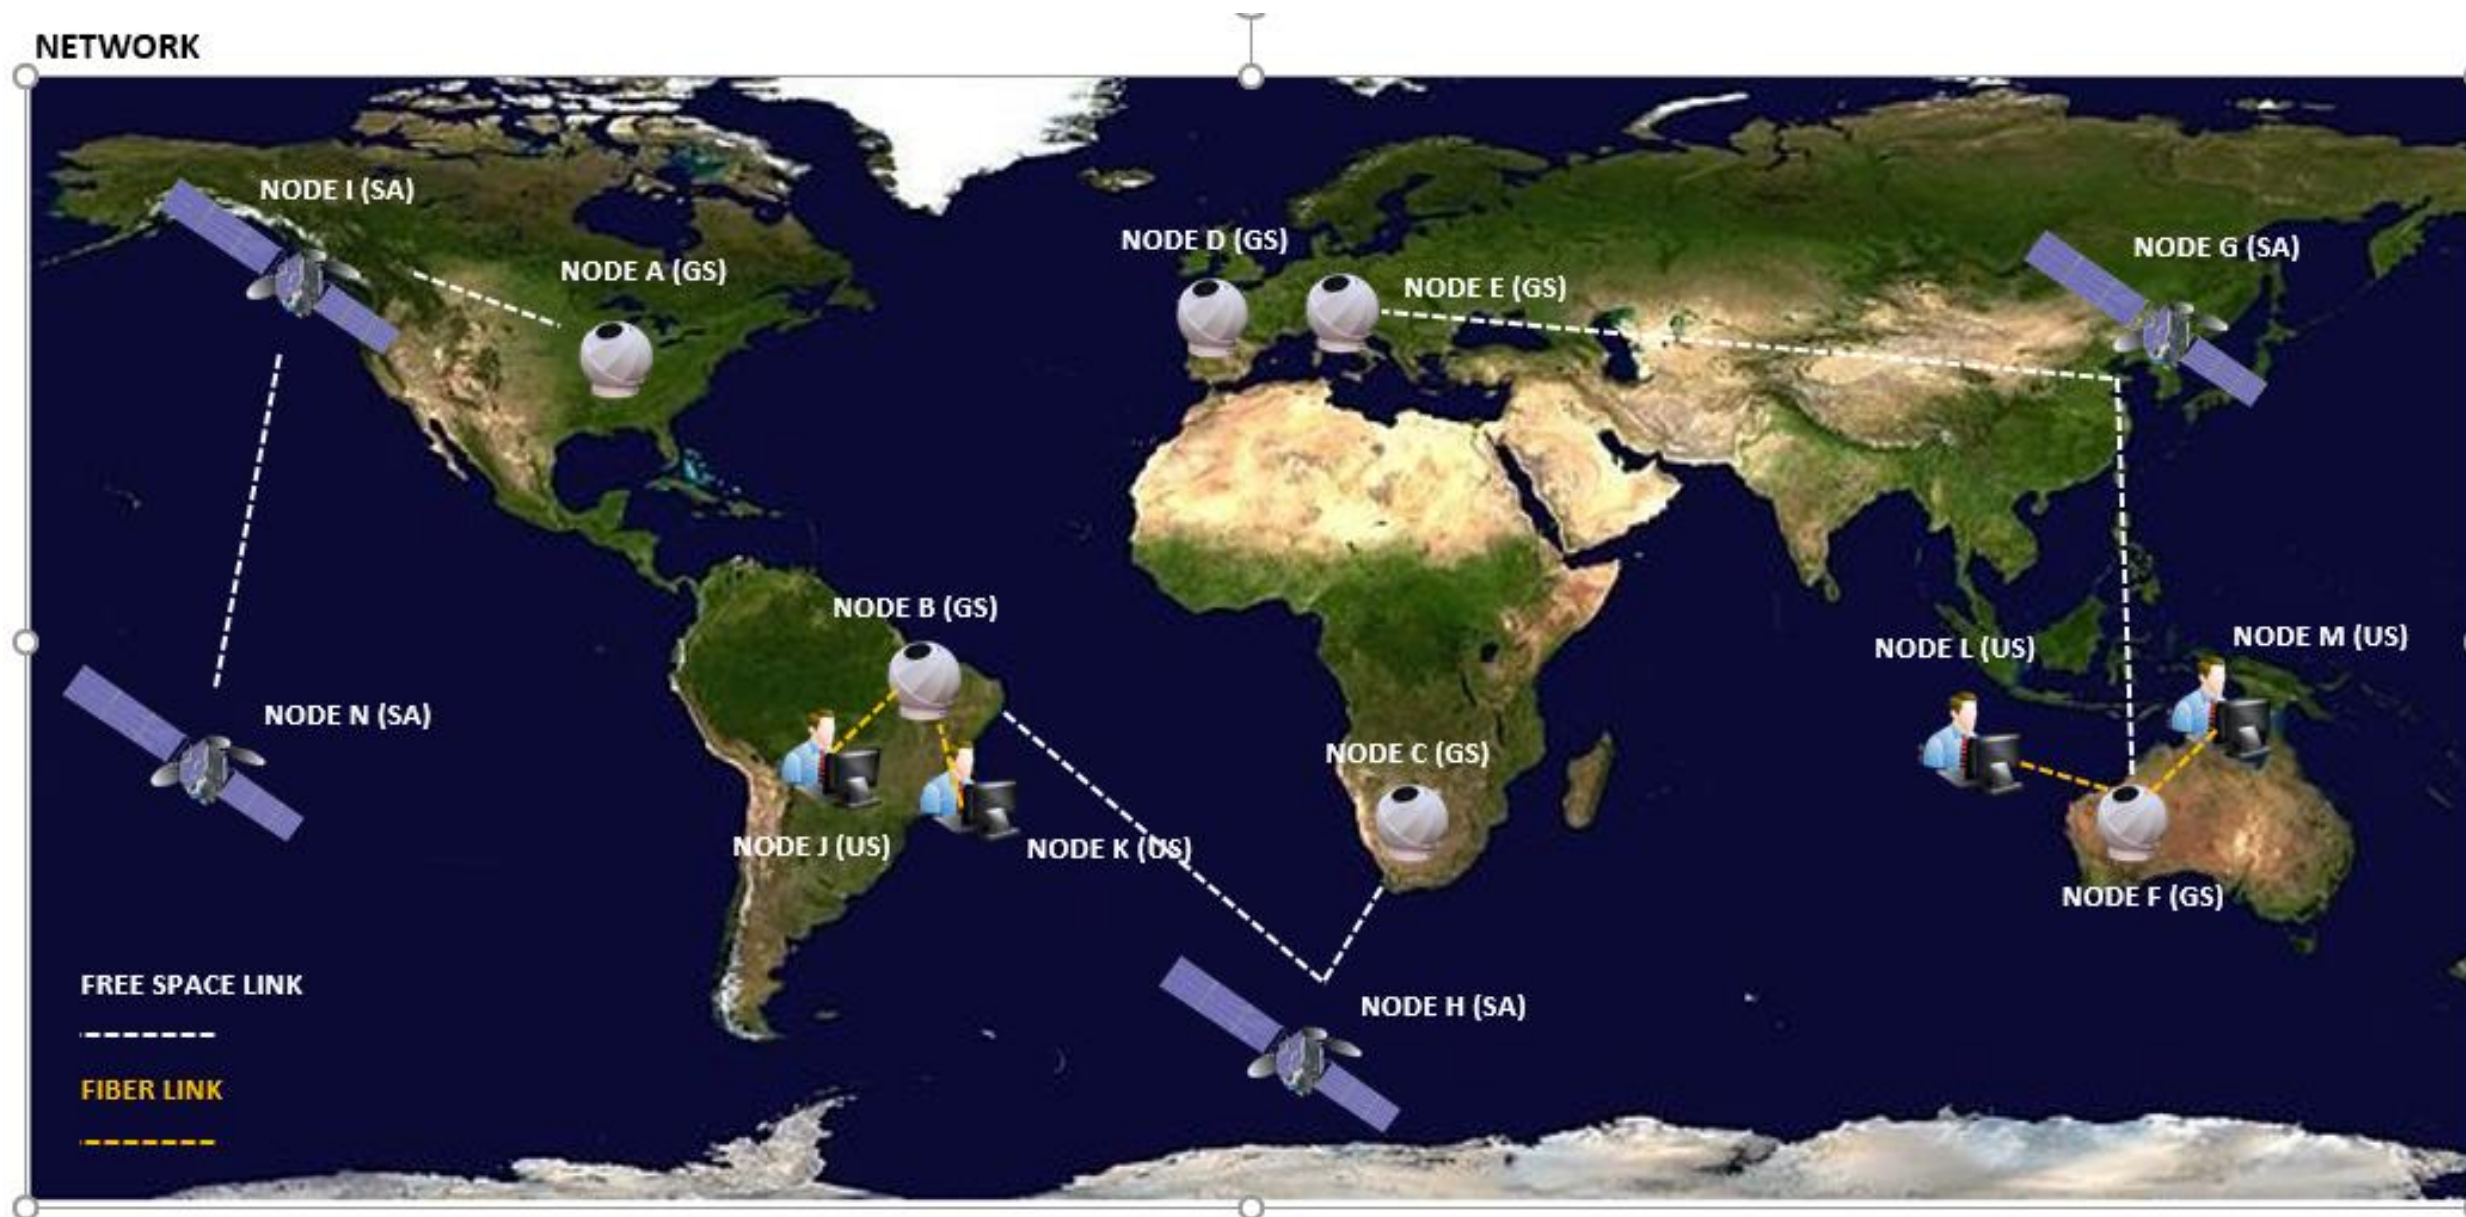 NETWORK
NODE I (SA)
NODE D (GS)
NODE G (SA)
NODE A (GS)
NODE E (GS)
NODE B (GS)
NODE M (US)
NODE L (US)
NODE N (SA)
NODE C (GS)
NODE J (US)
NODE K (US)
NODE F (GS)
FREE SPACE LINK
NODE H (SA)
FIBER LINK